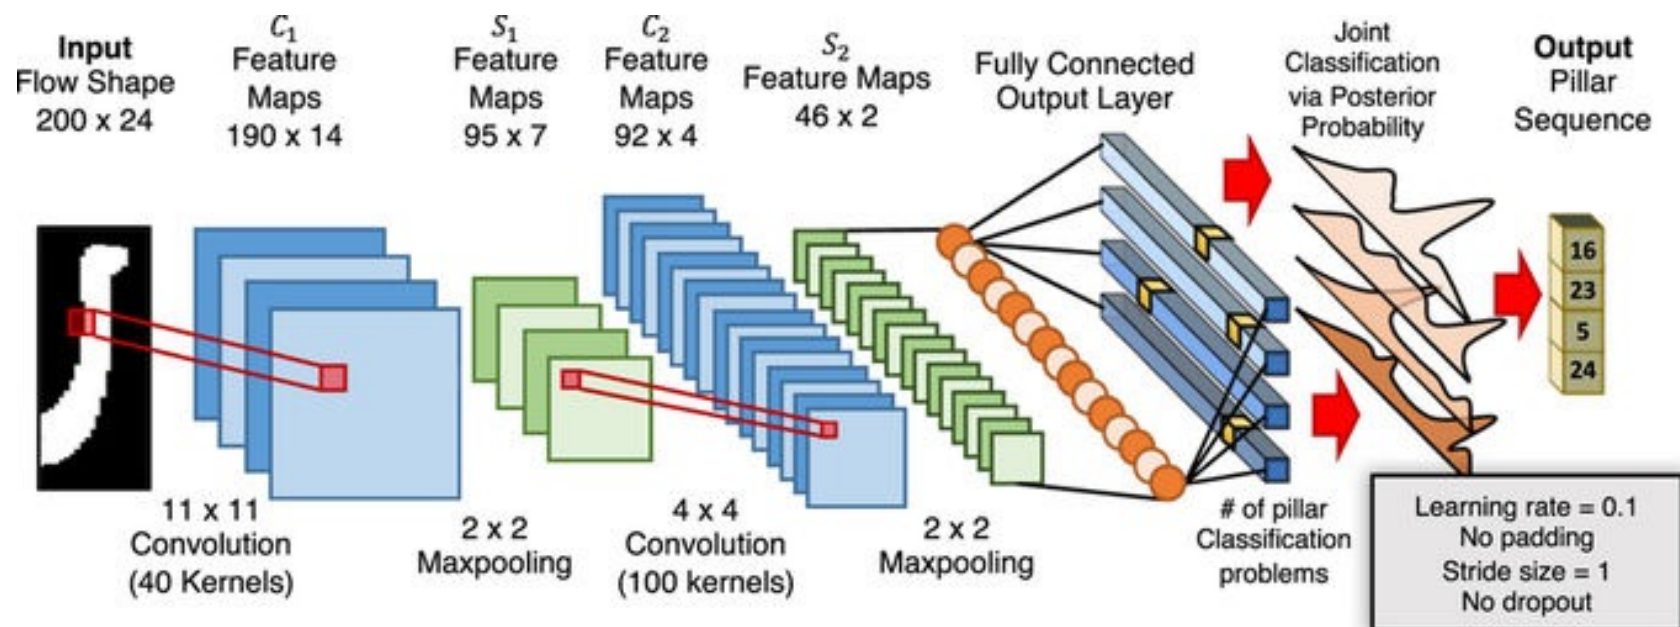 Input
Flow Shape
200 x 24
C1
Feature
Maps
190 x 14
S1
Feature
Maps
95 x 7
C2
Feature
Maps
92 x 4
S2
Feature Maps
46 x 2
Fully Connected
Output Layer
Joint
Classification
via Posterior
Probability
Output
Pillar
Sequence
16
23
5
24
11 x 11
Convolution
(40 Kernels)
2 x 2
Maxpooling
4 x 4
Convolution
(100 kernels)
2 x 2
Maxpooling
# of pillar
Classification
problems
Learning rate = 0.1
No padding
Stride size = 1
No dropout